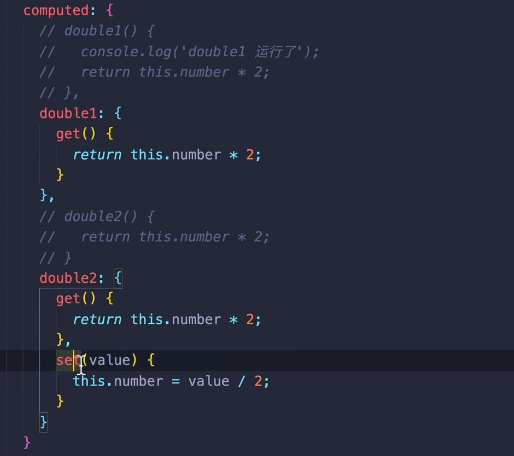 computed: {
  // double1() {
  //   console.log('double1 运行了');
  //   return this.number * 2;
  // },
  double1: {
    get() {
      return this.number * 2;
    }
  },
  // double2() {
  //   return this.number * 2;
  // }
  double2: {
    get() {
      return this.number * 2;
    },
    set(value) {
      this.number = value / 2;
    }
  }
}